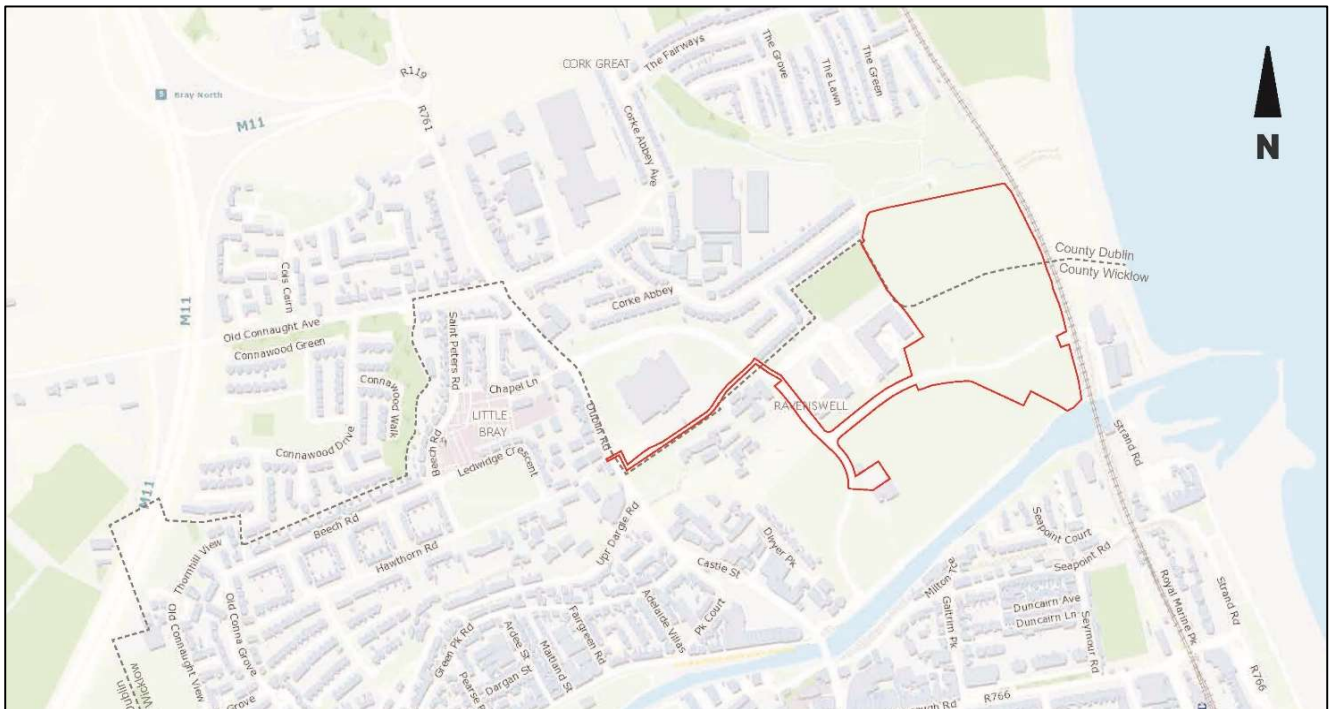 The Fairways
The Grove
The Lawn
The Green
CORK GREAT
R119
5 Bray North
M11
R761
N
Corke Abbey Ave
County Dublin
County Wicklow
Cois Cairn
M11
Corke Abbey
Old Connaught Ave
Connawood Green
Saint Peters Rd
Connawood Walk
Chapel Ln
RAVENSWELL
LITTLE
BRAY
Dublin Rd
Connawood Drive
Beech Rd
Ledwidge Crescent
Strand Rd
M11
Beech Rd
Hawthorn Rd
Upr Dargle Rd
Thornhill View
Seapoint Court
Seapoint Rd
Dwyer Pk
Castle St
Milton Tce
Royal Marine Pk
Strand Rd
Old Connaught View
Old Conna Grove
Green Pk Rd
Ardee St
Fairgreen Rd
Adelaide Villas
Pk Court
Galtrim Pk
Duncairn Ave
Duncairn Ln
Seymour Rd
Maitland St
Dargan St
Pearse
Wicklow
Grove
R766
R766